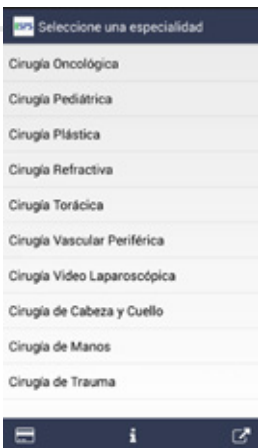 Seleccione una especialidad
Cirugía Oncológica
Cirugía Pediátrica
Cirugía Plástica
Cirugía Refractiva
Cirugía Torácica
Cirugía Vascular Periférica
Cirugía Video Laparoscópica
Cirugía de Cabeza y Cuello
Cirugía de Manos
Cirugía de Trauma